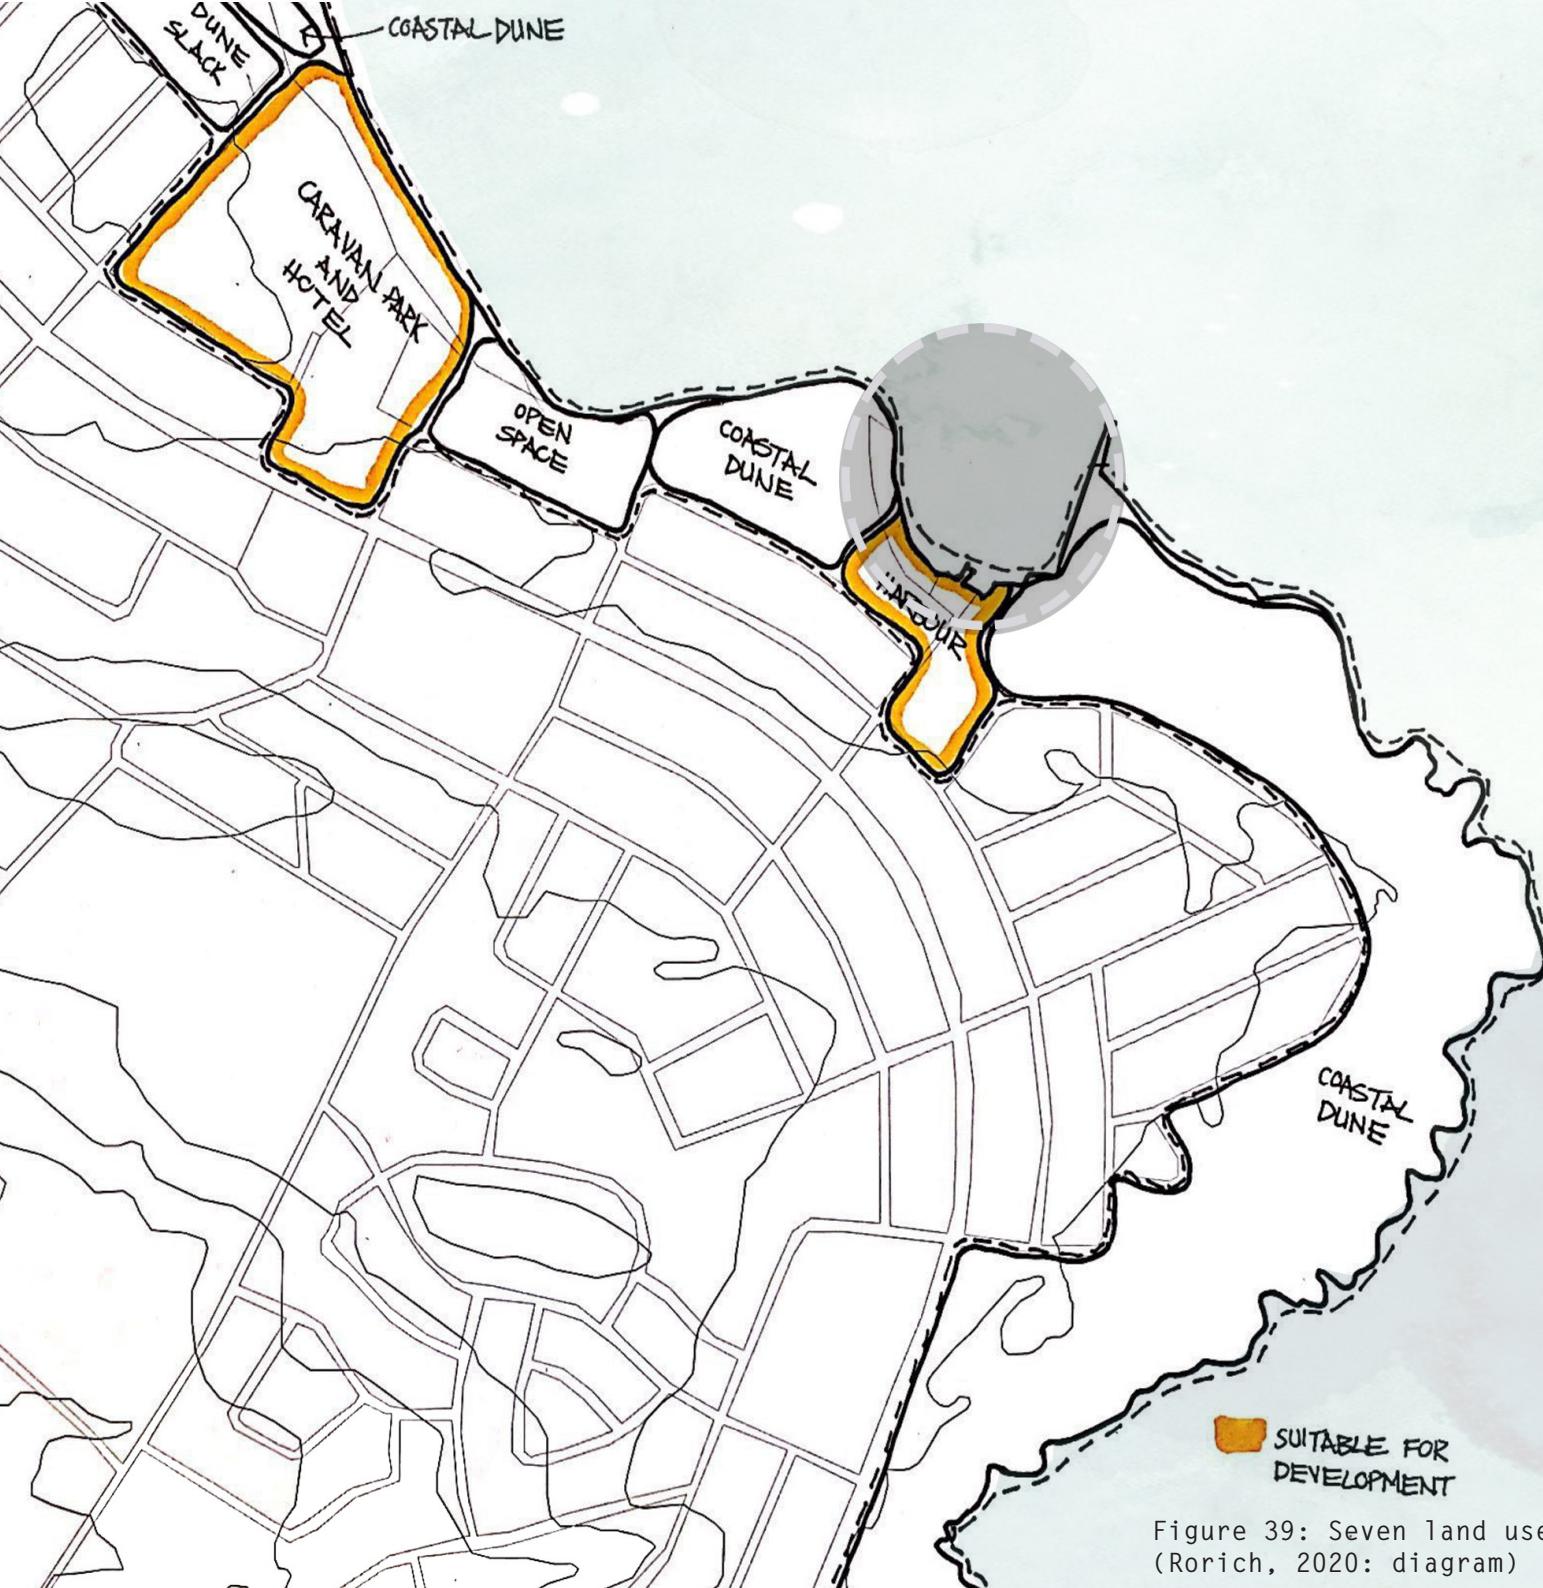 DUNE
SLACK
COASTAL DUNE
CARAVAN PARK
AND
HOTEL
OPEN
SPACE
COASTAL
DUNE
HARBOUR
COASTAL
DUNE
SUITABLE FOR
DEVELOPMENT
Figure 39: Seven land use
(Rorich, 2020: diagram)